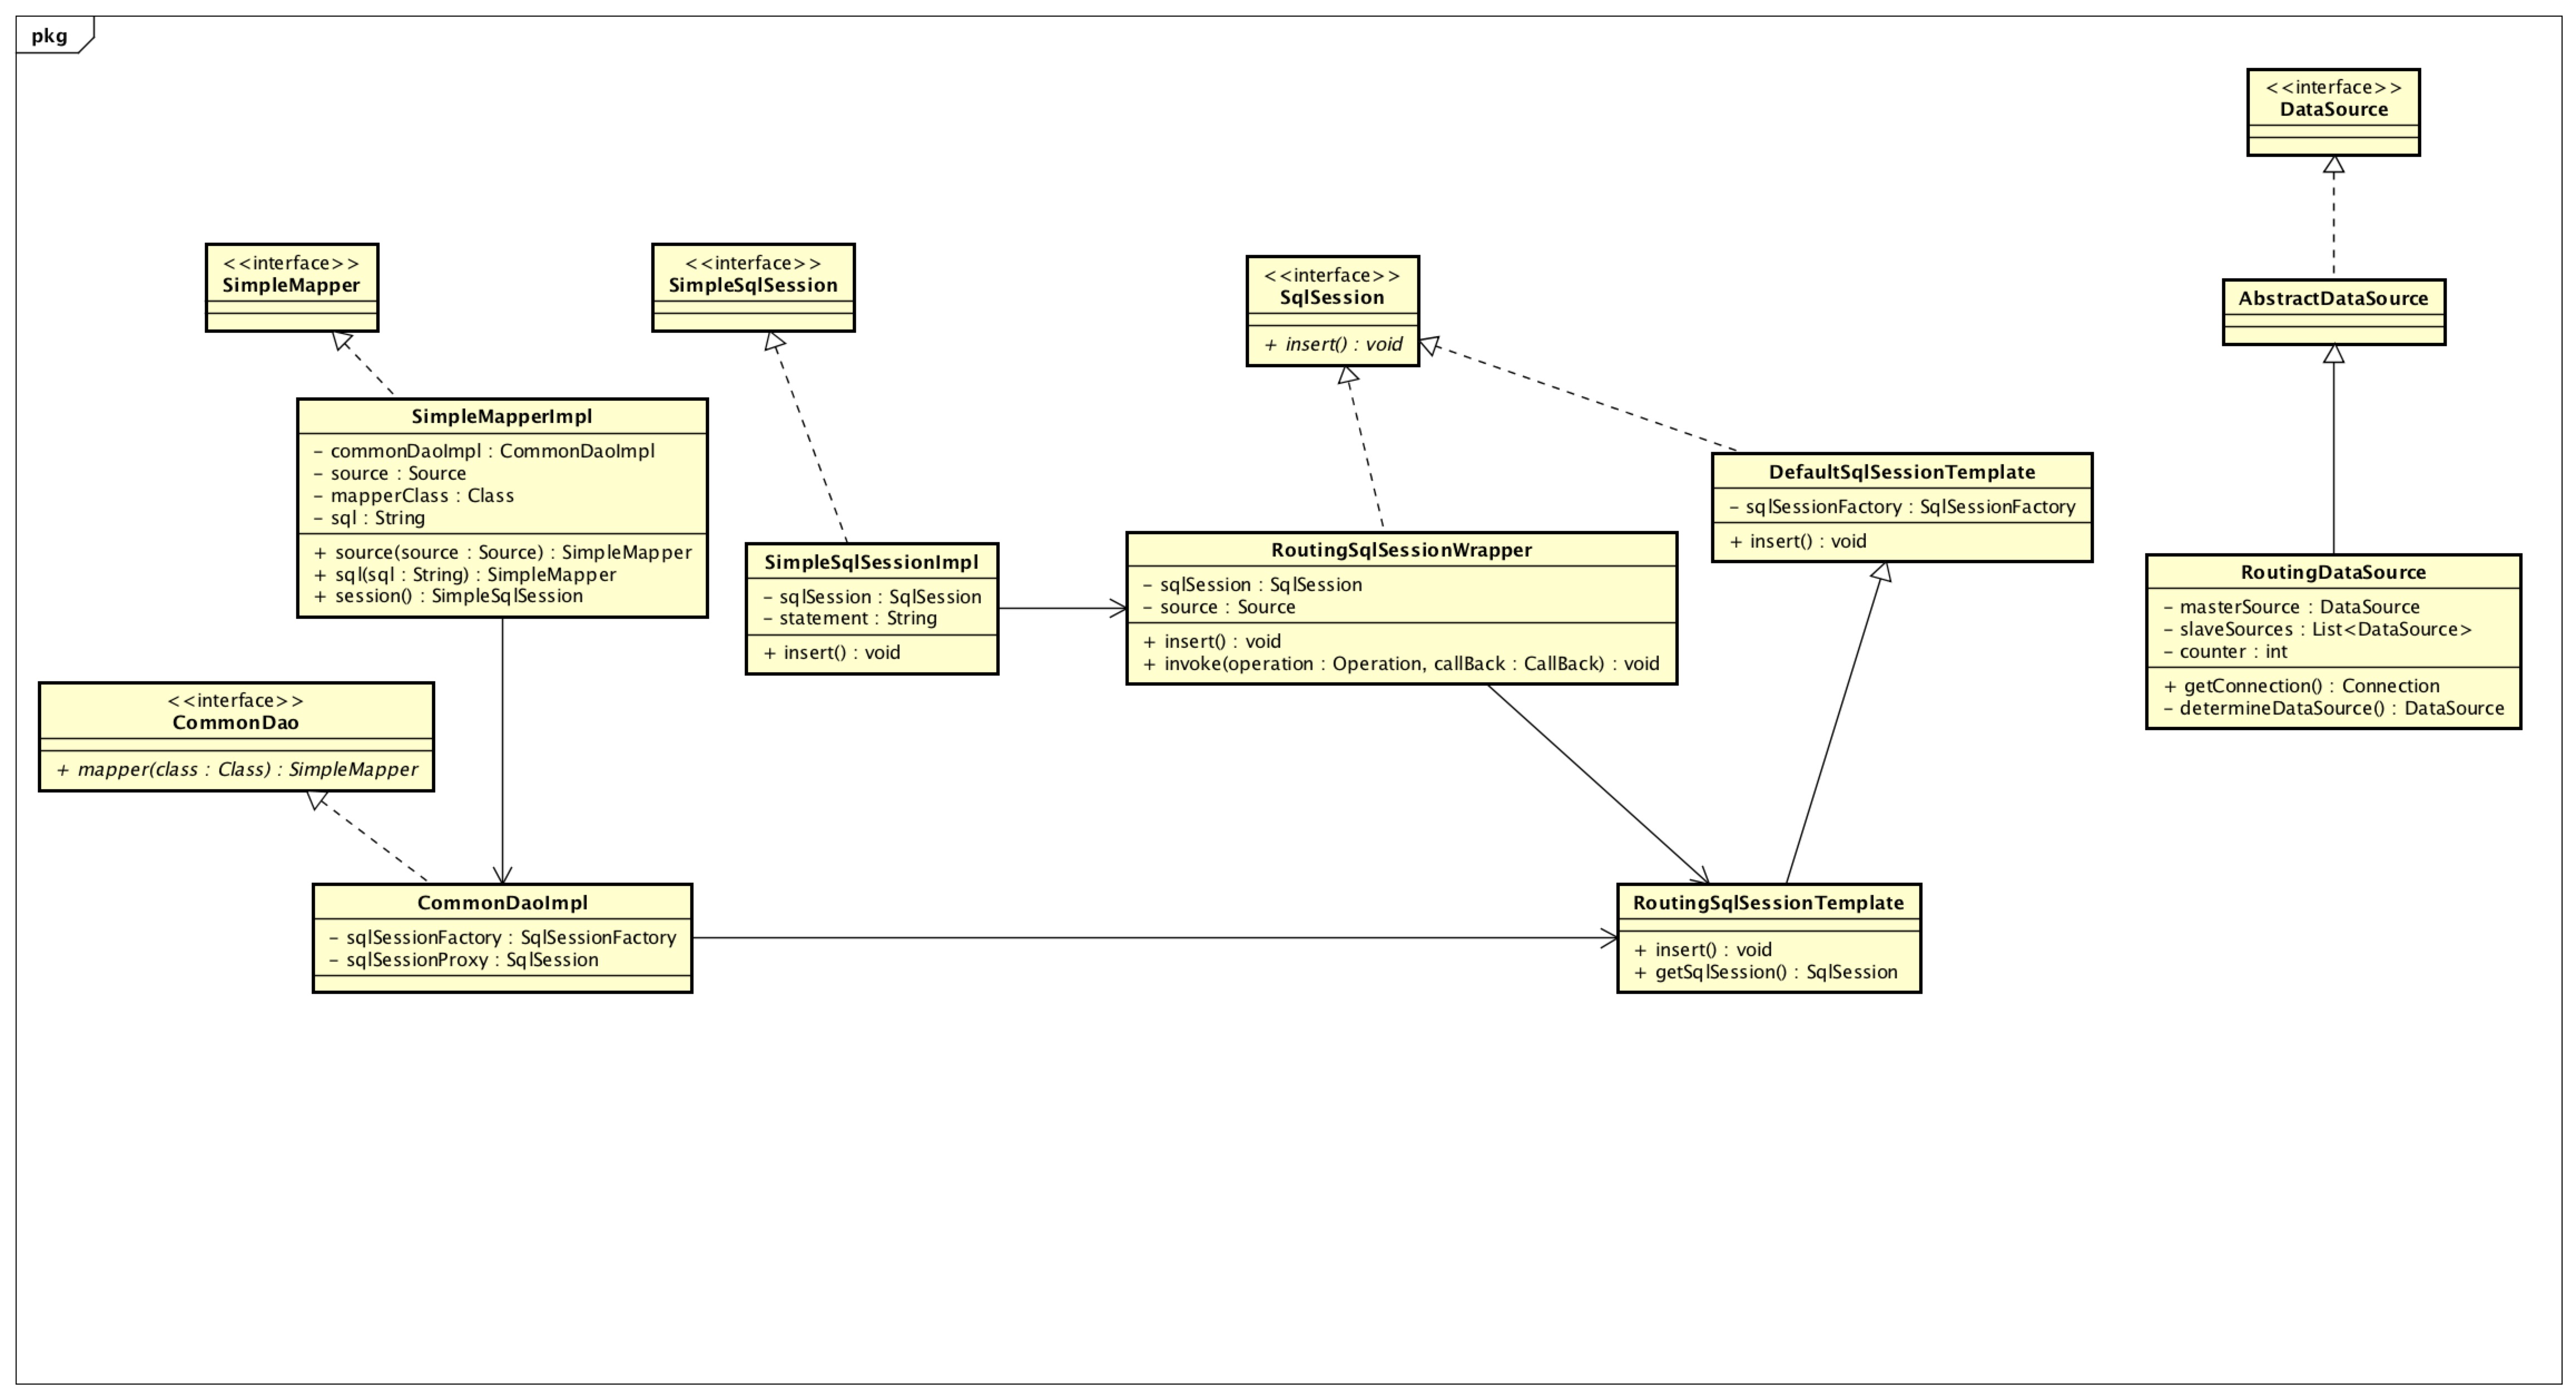 pkg
<<interface>>
DataSource
<<interface>>
SimpleMapper
<<interface>>
SimpleSqlSession
<<interface>>
SqlSession
+ insert() : void
AbstractDataSource
SimpleMapperImpl
– commonDaoImpl : CommonDaoImpl
– source : Source
– mapperClass : Class
– sql : String
+ source(source : Source) : SimpleMapper
+ sql(sql : String) : SimpleMapper
+ session() : SimpleSqlSession
SimpleSqlSessionImpl
– sqlSession : SqlSession
– statement : String
+ insert() : void
RoutingSqlSessionWrapper
– sqlSession : SqlSession
– source : Source
+ insert() : void
+ invoke(operation : Operation, callBack : CallBack) : void
DefaultSqlSessionTemplate
– sqlSessionFactory : SqlSessionFactory
+ insert() : void
RoutingDataSource
– masterSource : DataSource
– slaveSources : List<DataSource>
– counter : int
+ getConnection() : Connection
– determineDataSource() : DataSource
<<interface>>
CommonDao
+ mapper(class : Class) : SimpleMapper
CommonDaoImpl
– sqlSessionFactory : SqlSessionFactory
– sqlSessionProxy : SqlSession
RoutingSqlSessionTemplate
+ insert() : void
+ getSqlSession() : SqlSession